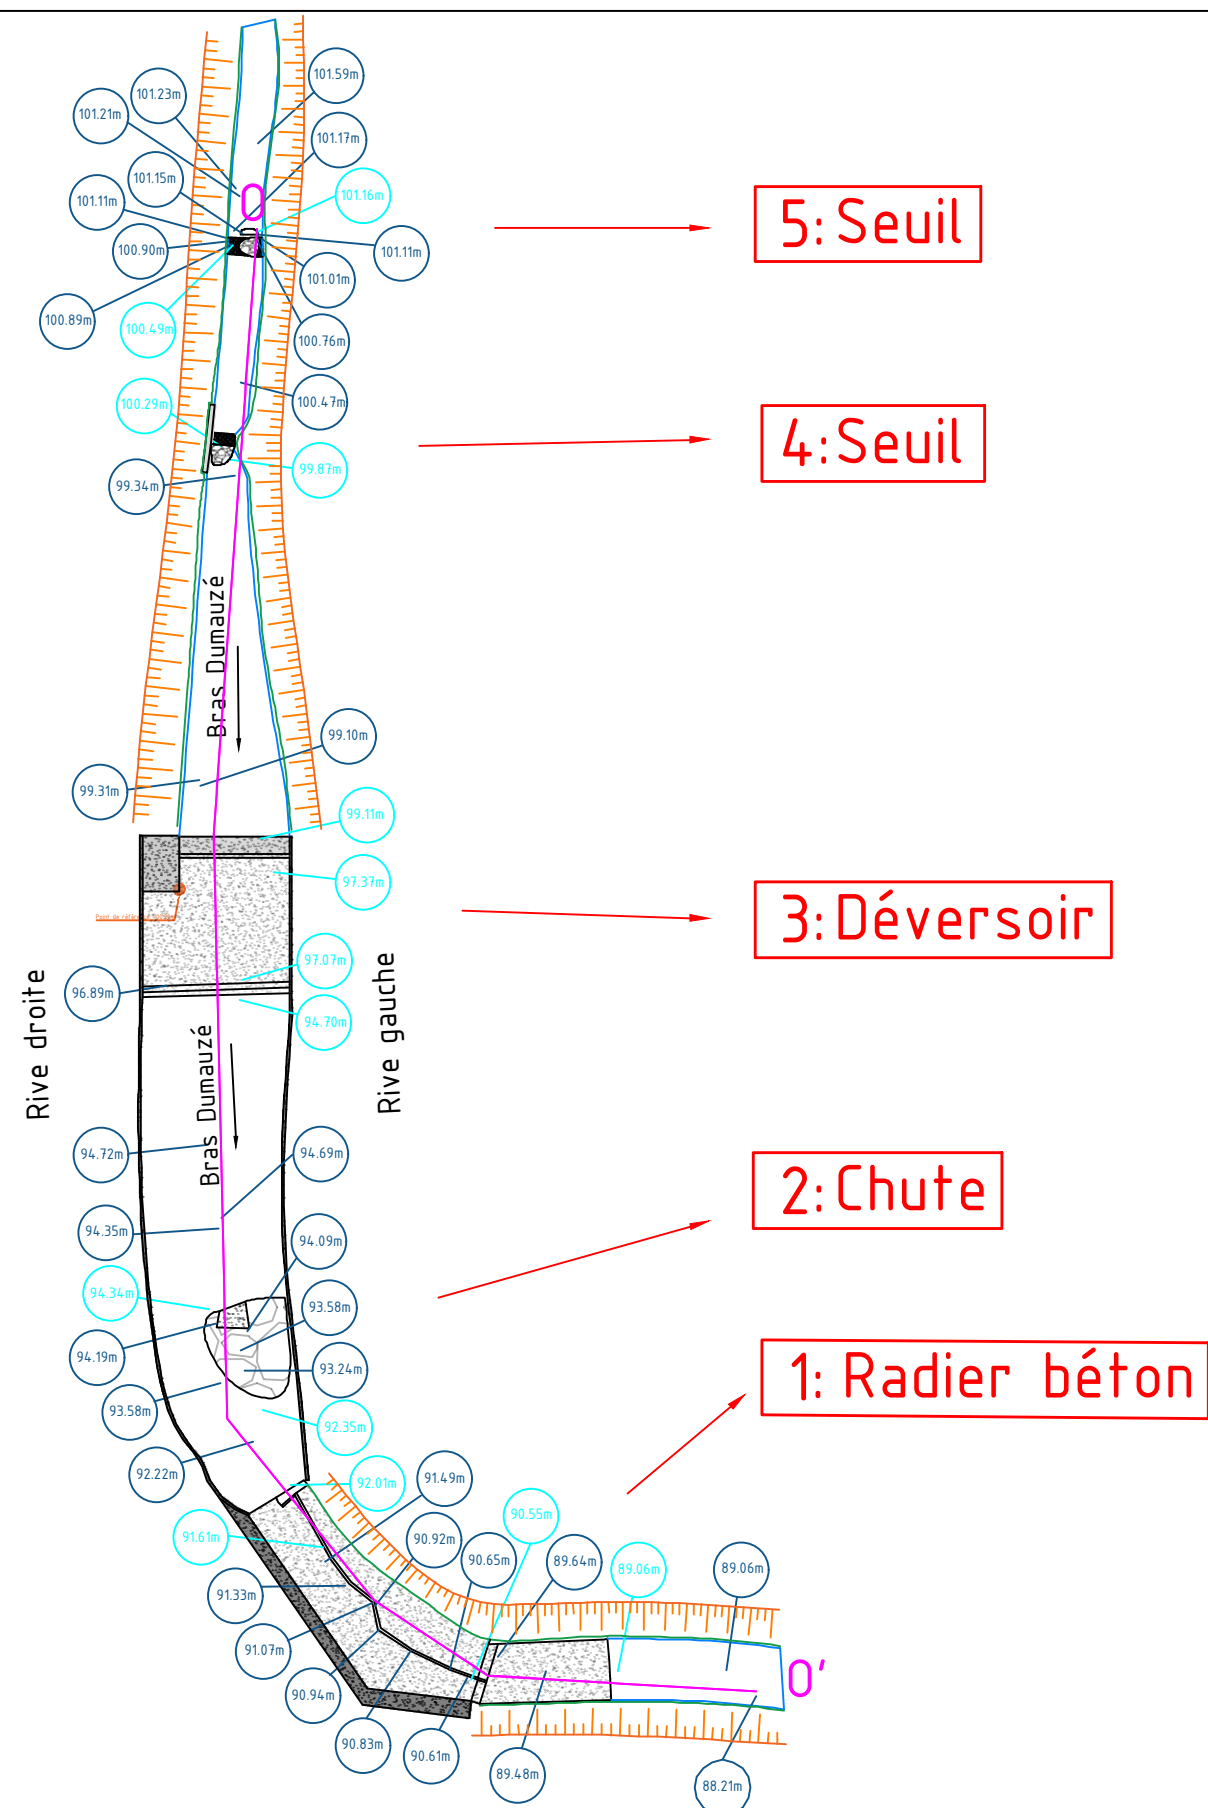 101.59m
101.23m
101.21m
101.17m
101.15m
101.16m
101.11m
O
100.90m
101.11m
101.01m
100.89m
100.49m
100.76m
100.29m
100.47m
99.87m
99.34m
5: Seuil
4: Seuil
Bras Dumauzé
99.10m
99.31m
99.11m
97.37m
3: Déversoir
97.07m
96.89m
94.70m
Rive droite
Rive gauche
Bras Dumauzé
94.72m
94.69m
94.35m
94.09m
94.34m
93.58m
94.19m
93.24m
93.58m
92.35m
92.22m
2: Chute
1: Radier béton
92.01m
91.49m
91.61m
90.92m
90.55m
90.65m
89.64m
89.06m
89.06m
91.33m
91.07m
90.94m
90.83m
90.61m
89.48m
88.21m
O'
Point de